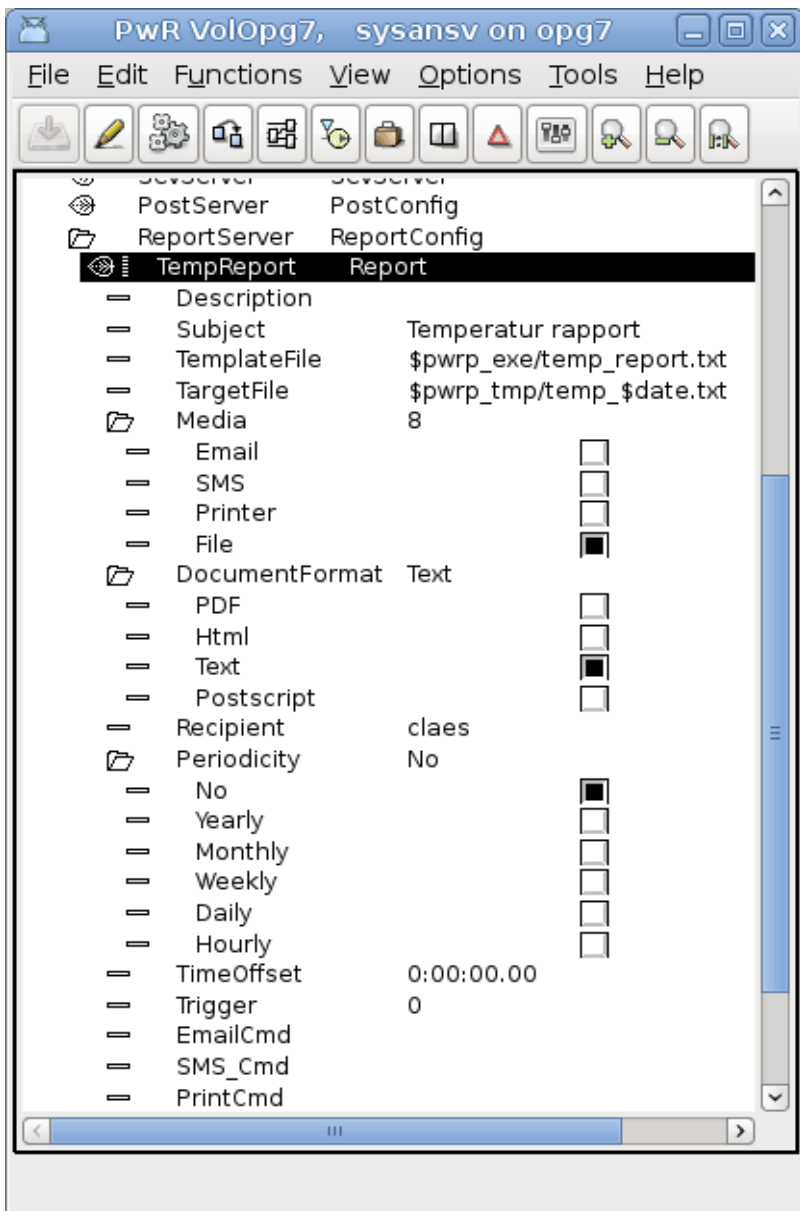 PwR VolOpg7, sysansv on opg7
File Edit Functions View Options Tools Help
PostServer PostConfig
ReportServer ReportConfig
TempReport Report
Description
Subject Temperatur rapport
TemplateFile $pwrp_exe/temp_report.txt
TargetFile $pwrp_tmp/temp_$date.txt
Media 8
Email
SMS
Printer
File
DocumentFormat Text
PDF
Html
Text
Postscript
Recipient claes
Periodicity No
No
Yearly
Monthly
Weekly
Daily
Hourly
TimeOffset 0:00:00.00
Trigger 0
EmailCmd
SMS_Cmd
PrintCmd